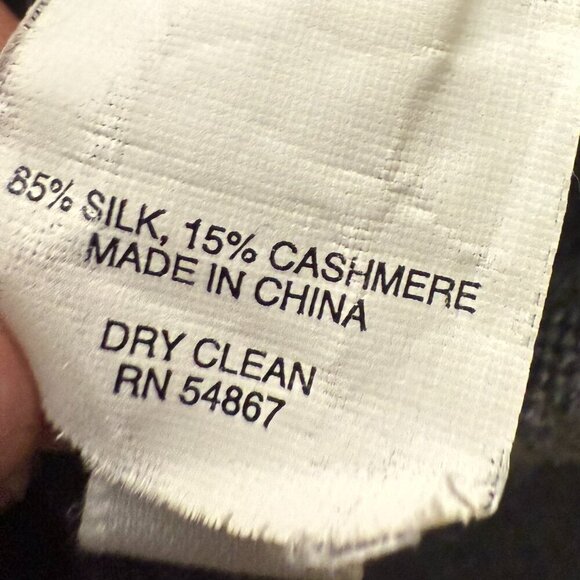 85% SILK, 15% CASHMERE
MADE IN CHINA
DRY CLEAN
RN 54867